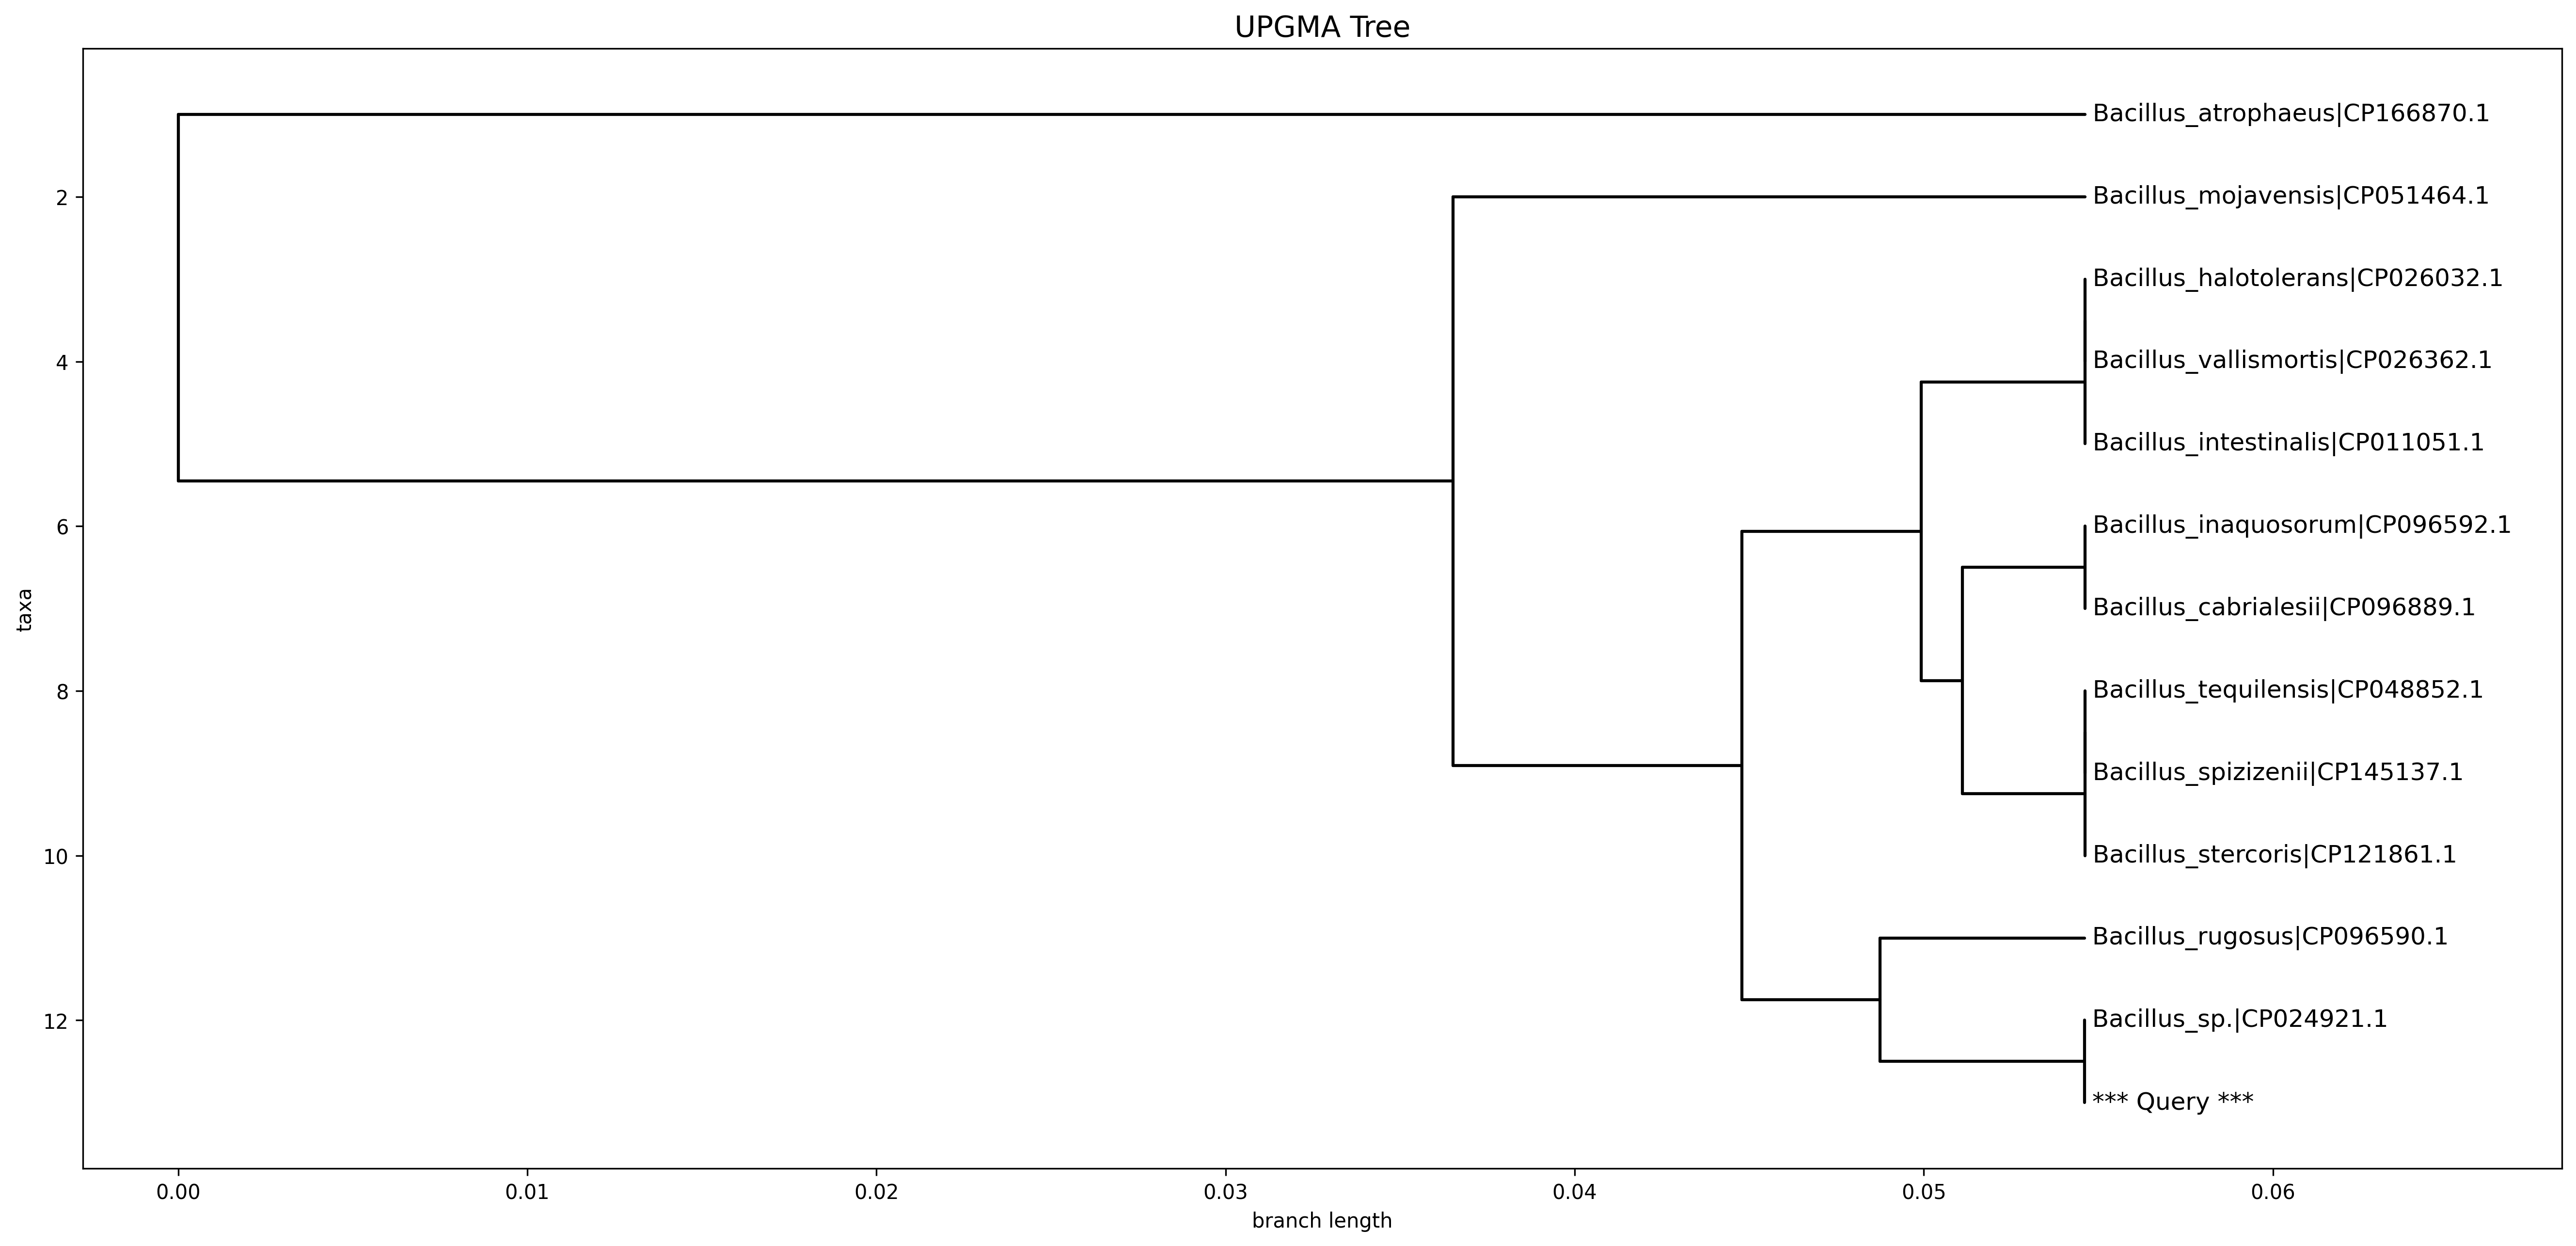 UPGMA Tree
Bacillus_atrophaeus|CP166870.1
2
Bacillus_mojavensis|CP051464.1
Bacillus_halotolerans|CP026032.1
4
Bacillus_vallismortis|CP026362.1
Bacillus_intestinalis|CP011051.1
6
Bacillus_inaquosorum|CP096592.1
taxa
Bacillus_cabrialesii|CP096889.1
8
Bacillus_tequilensis|CP048852.1
Bacillus_spizizenii|CP145137.1
10
Bacillus_stercoris|CP121861.1
Bacillus_rugosus|CP096590.1
12
Bacillus_sp.|CP024921.1
*** Query ***
0.00 0.01 0.02 0.03 0.04 0.05 0.06
branch length